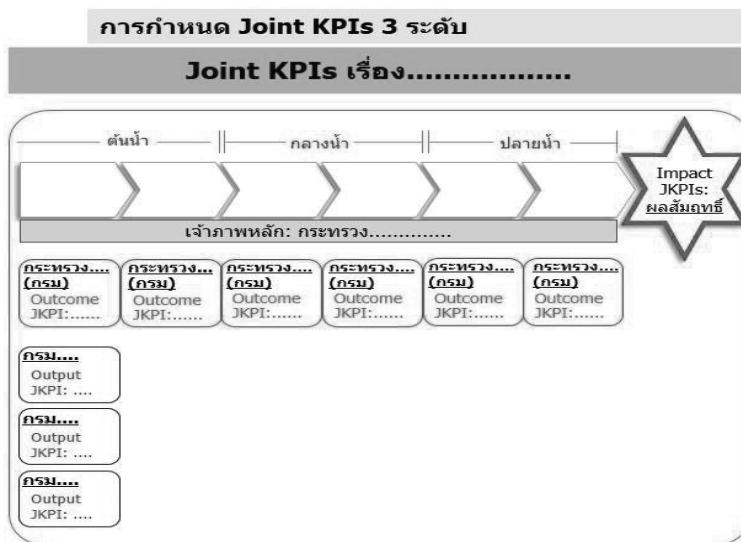 การกำหนด Joint KPIs 3 ระดับ
Joint KPIs เรื่อง..................
ต้นน้ำ
กลางน้ำ
ปลายน้ำ
Impact
JKPIs:
ผลสัมฤทธิ์
เจ้าภาพหลัก: กระทรวง..............
กระทรวง....
(กรม)
Outcome
JKPI:......
กระทรวง...
(กรม)
Outcome
JKPI:......
กระทรวง....
(กรม)
Outcome
JKPI:......
กระทรวง....
(กรม)
Outcome
JKPI:......
กระทรวง....
(กรม)
Outcome
JKPI:......
กระทรวง....
(กรม)
Outcome
JKPI:......
กรม....
Output
JKPI: ....
กรม....
Output
JKPI: ....
กรม....
Output
JKPI: ....